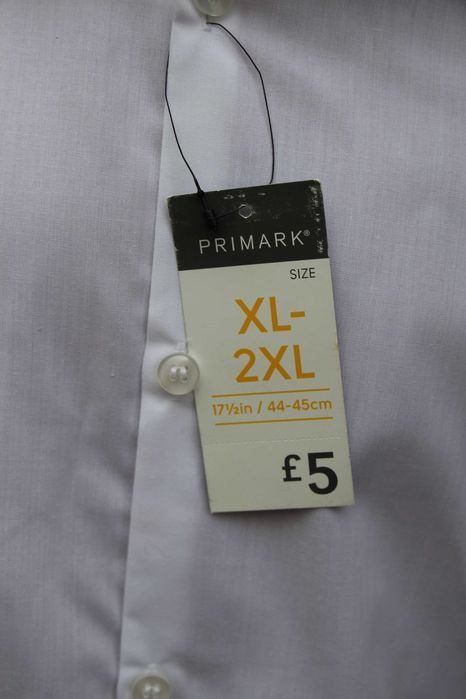 PRIMARK®
SIZE
XL-
2XL
17½in / 44-45cm
£5